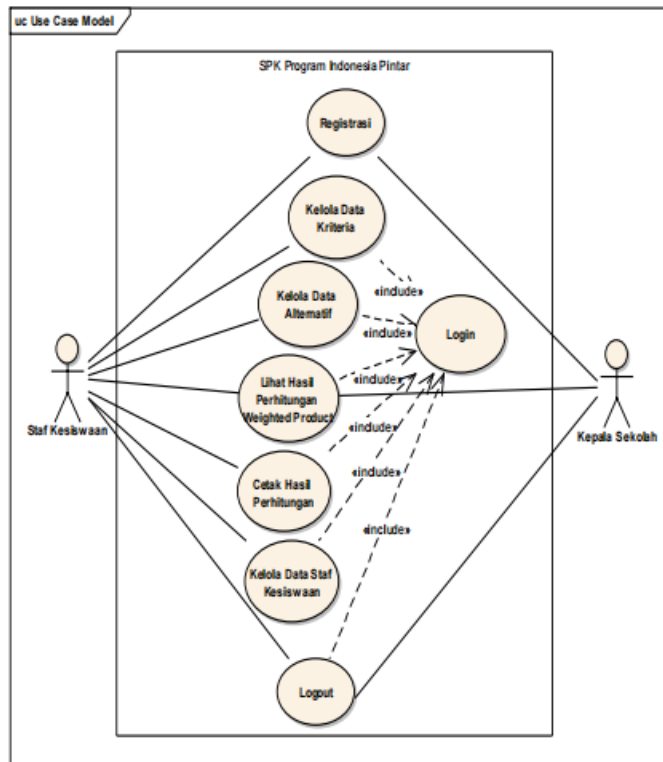 uc Use Case Model
SPK Program Indonesia Pintar
Registrasi
Kelola Data
Kriteria
«include»
Kelola Data
Alternatif
«include»
Login
Lihat Hasil
Perhitungan
Weighted Product
«include»
Staf Kesiswaan
Kepala Sekolah
Cetak Hasil
Perhitungan
«include»
«include»
Kelola Data Staf
Kesiswaan
Logout